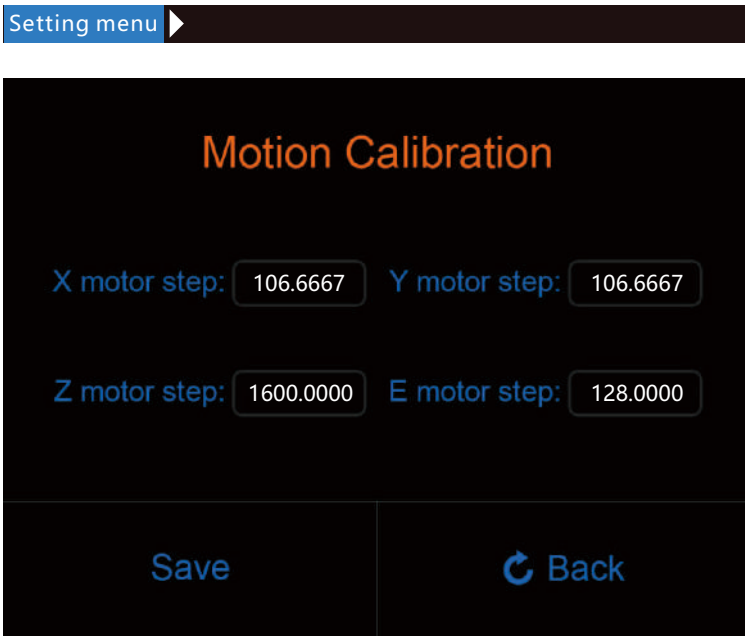 Setting menu
Motion Calibration
X motor step: 106.6667 Y motor step: 106.6667
Z motor step: 1600.0000 E motor step: 128.0000
Save Back